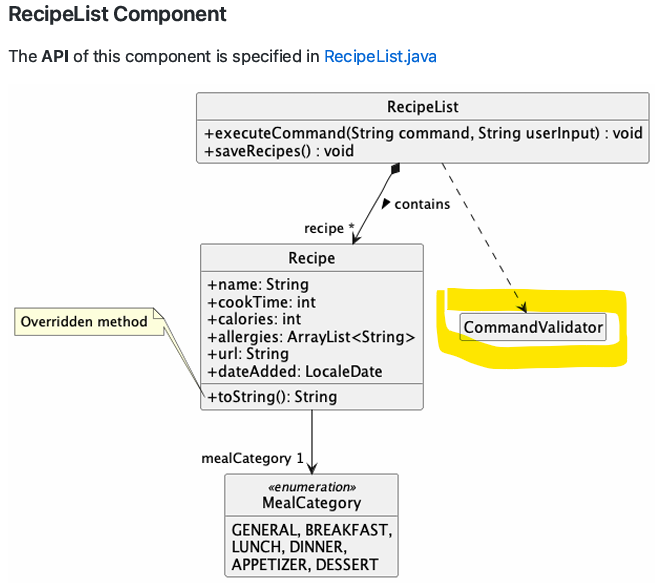 RecipeList Component
The API of this component is specified in RecipeList.java
RecipeList
+executeCommand(String command, String userInput) : void
+saveRecipes() : void
contains
recipe *
Recipe
+name: String
+cookTime: int
+calories: int
+allergies: ArrayList<String>
+url: String
+dateAdded: LocaleDate
+toString(): String
Overridden method
CommandValidator
mealCategory 1
«enumeration»
MealCategory
GENERAL, BREAKFAST,
LUNCH, DINNER,
APPETIZER, DESSERT